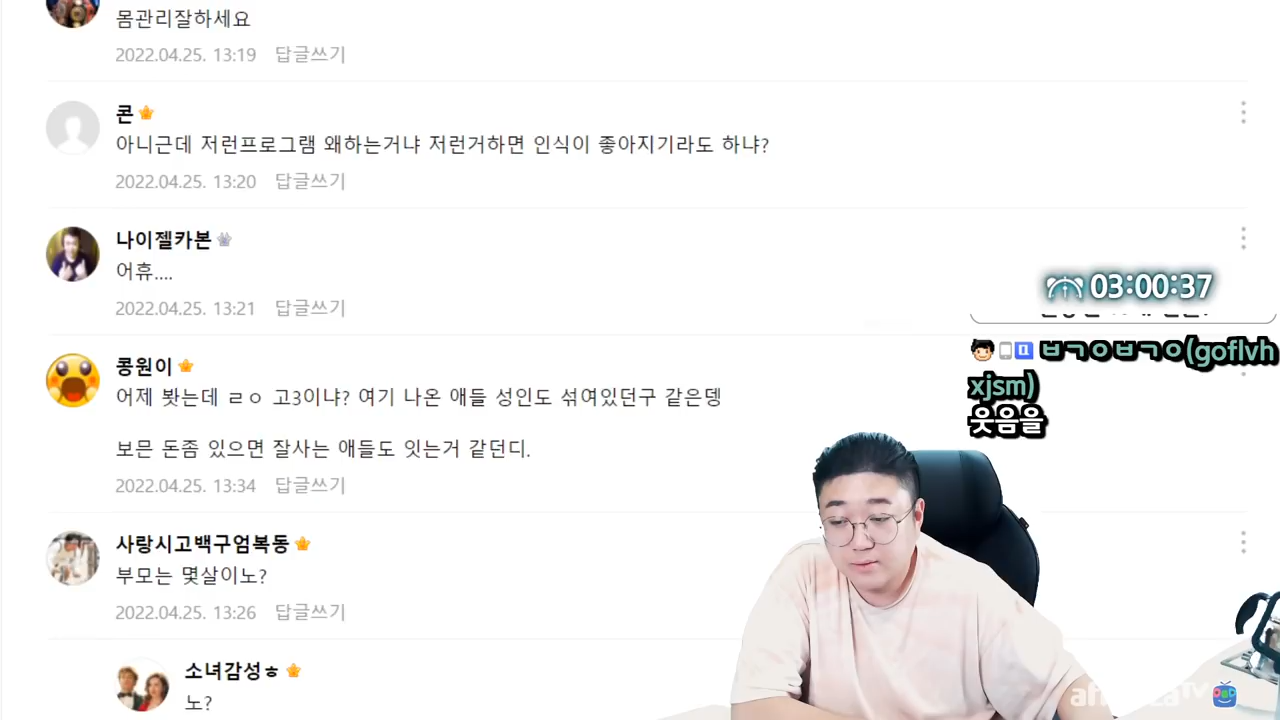 몸관리잘하세요
2022.04.25. 13:19 답글쓰기
콘
아니근데 저런프로그램 왜하는거냐 저런거하면 인식이 좋아지기라도 하냐?
2022.04.25. 13:20 답글쓰기
나이젤카본
어휴....
2022.04.25. 13:21 답글쓰기
콩원이
어제 봣는데 ㄹㅇ 고3이냐? 여기 나온 애들 성인도 섞여있던구 같은뎅
보믄 돈좀 있으면 잘사는 애들도 잇는거 같던디.
2022.04.25. 13:34 답글쓰기
사랑시고백구엄복동
부모는 몇살이노?
2022.04.25. 13:26 답글쓰기
소녀감성ㅎ
노?
03:00:37
ㅂㄱㅇㅂㄱㅇ(goflvh
xjsm)
웃음을